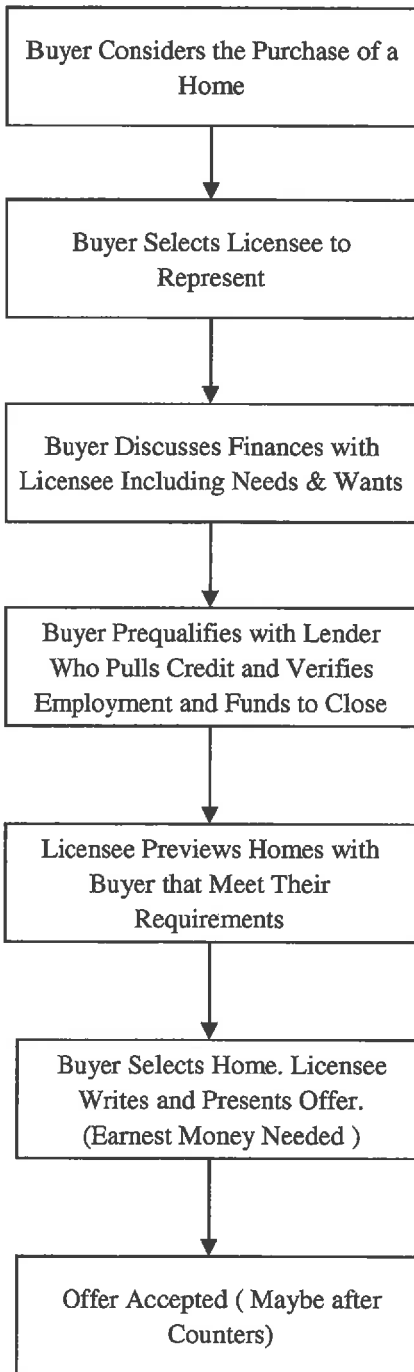 Buyer Considers the Purchase of a
Home
Buyer Selects Licensee to
Represent
Buyer Discusses Finances with
Licensee Including Needs & Wants
Buyer Prequalifies with Lender
Who Pulls Credit and Verifies
Employment and Funds to Close
Licensee Previews Homes with
Buyer that Meet Their
Requirements
Buyer Selects Home. Licensee
Writes and Presents Offer.
(Earnest Money Needed )
Offer Accepted ( Maybe after
Counters)